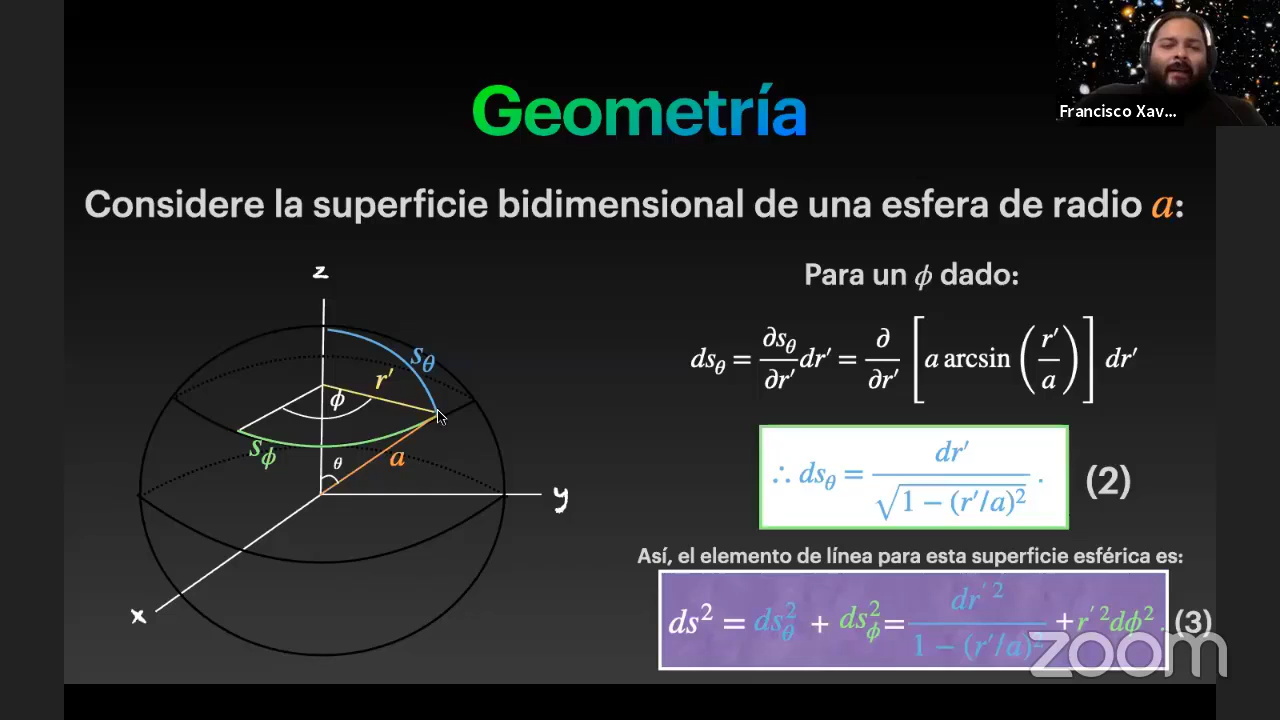 Francisco Xav...
Geometría
Considere la superficie bidimensional de una esfera de radio a:
z
s_θ
r′
ϕ
s_ϕ
θ
a
y
x
Para un ϕ dado:
ds_θ = ∂s_θ/∂r′ dr′ = ∂/∂r′ [a arcsin (r′/a)] dr′
∴ ds_θ = dr′/√(1 − (r′/a)²) . (2)
Así, el elemento de línea para esta superficie esférica es:
ds² = ds_θ² + ds_ϕ² = dr′²/(1 − (r′/a)²) + r′²dϕ² . (3)
zoom